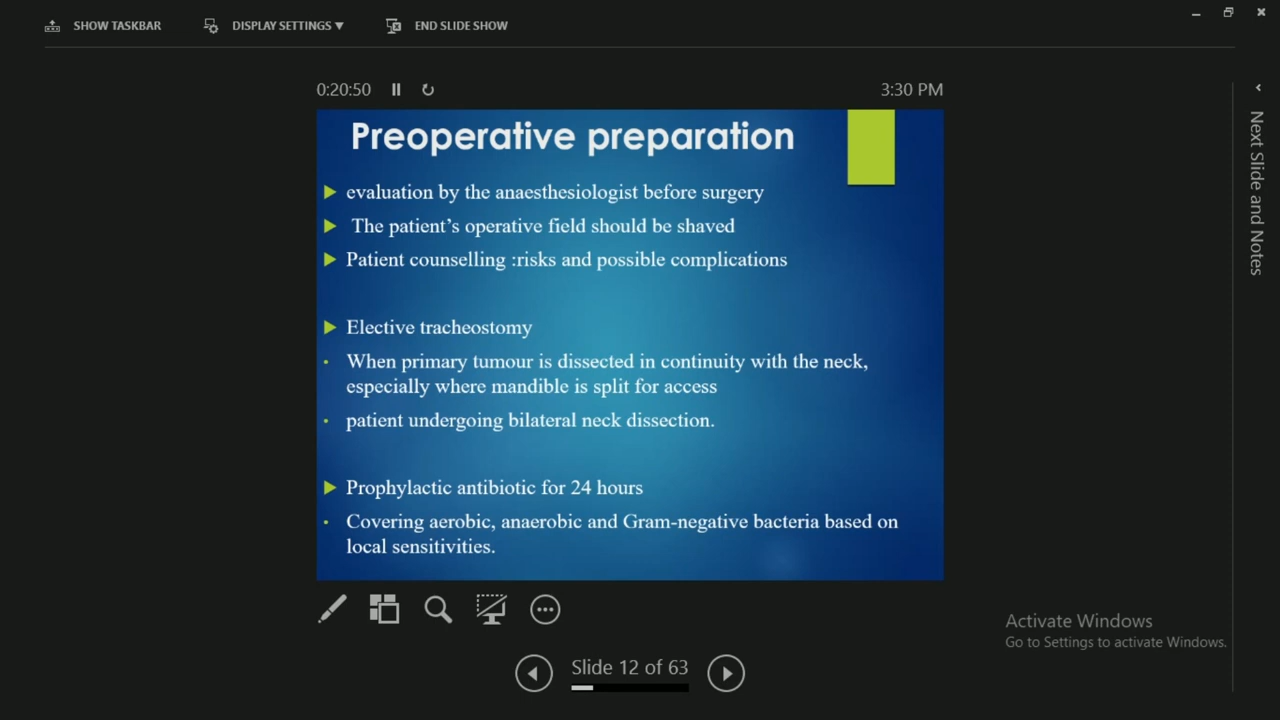 SHOW TASKBAR DISPLAY SETTINGS ▼ END SLIDE SHOW
0:20:50 3:30 PM
Next Slide and Notes
Preoperative preparation
evaluation by the anaesthesiologist before surgery
The patient’s operative field should be shaved
Patient counselling :risks and possible complications
Elective tracheostomy
When primary tumour is dissected in continuity with the neck,
especially where mandible is split for access
patient undergoing bilateral neck dissection.
Prophylactic antibiotic for 24 hours
Covering aerobic, anaerobic and Gram-negative bacteria based on
local sensitivities.
Activate Windows
Go to Settings to activate Windows.
Slide 12 of 63